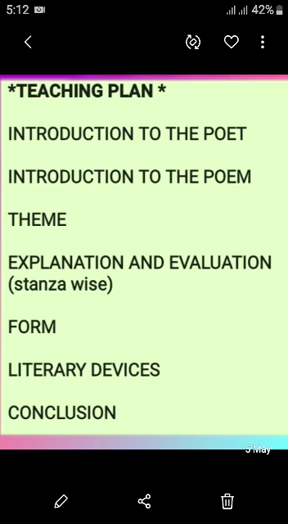 5:12 42%
*TEACHING PLAN *
INTRODUCTION TO THE POET
INTRODUCTION TO THE POEM
THEME
EXPLANATION AND EVALUATION
(stanza wise)
FORM
LITERARY DEVICES
CONCLUSION
5 May